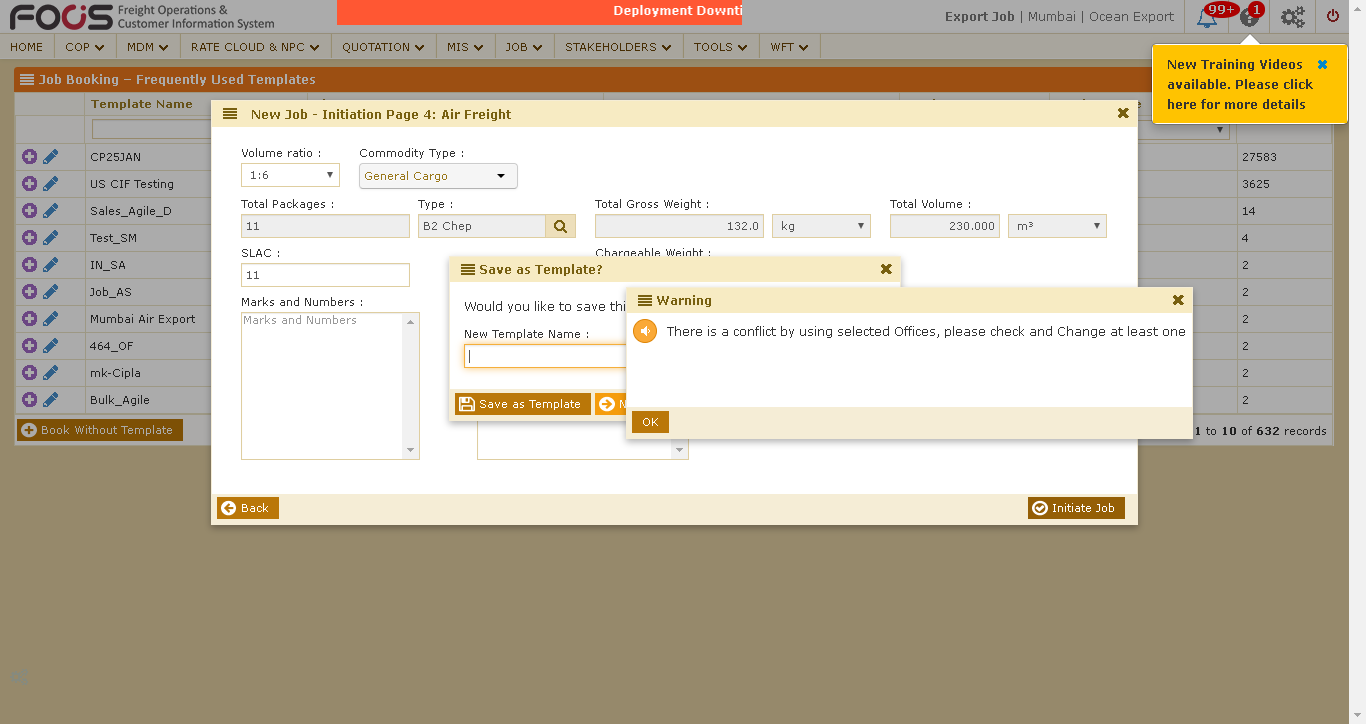 FOCIS Freight Operations &
Customer Information System
Deployment Downti
Export Job | Mumbai | Ocean Export
99+
1
HOME COP MDM RATE CLOUD & NPC QUOTATION MIS JOB STAKEHOLDERS TOOLS WFT
New Training Videos
available. Please click
here for more details
Job Booking – Frequently Used Templates
Template Name
New Job - Initiation Page 4: Air Freight
Volume ratio : Commodity Type :
1:6 General Cargo
Total Packages : Type : Total Gross Weight : Total Volume :
11 B2 Chep 132.0 kg 230.000 m³
SLAC : Chargeable Weight :
11
Marks and Numbers :
Marks and Numbers
Save as Template?
Would you like to save thi
New Template Name :
Save as Template N
Warning
There is a conflict by using selected Offices, please check and Change at least one
OK
Back Initiate Job
CP25JAN 27583
US CIF Testing 3625
Sales_Agile_D 14
Test_SM 4
IN_SA 2
Job_AS 2
Mumbai Air Export 2
464_OF 2
mk-Cipla 2
Bulk_Agile 2
Book Without Template 1 to 10 of 632 records